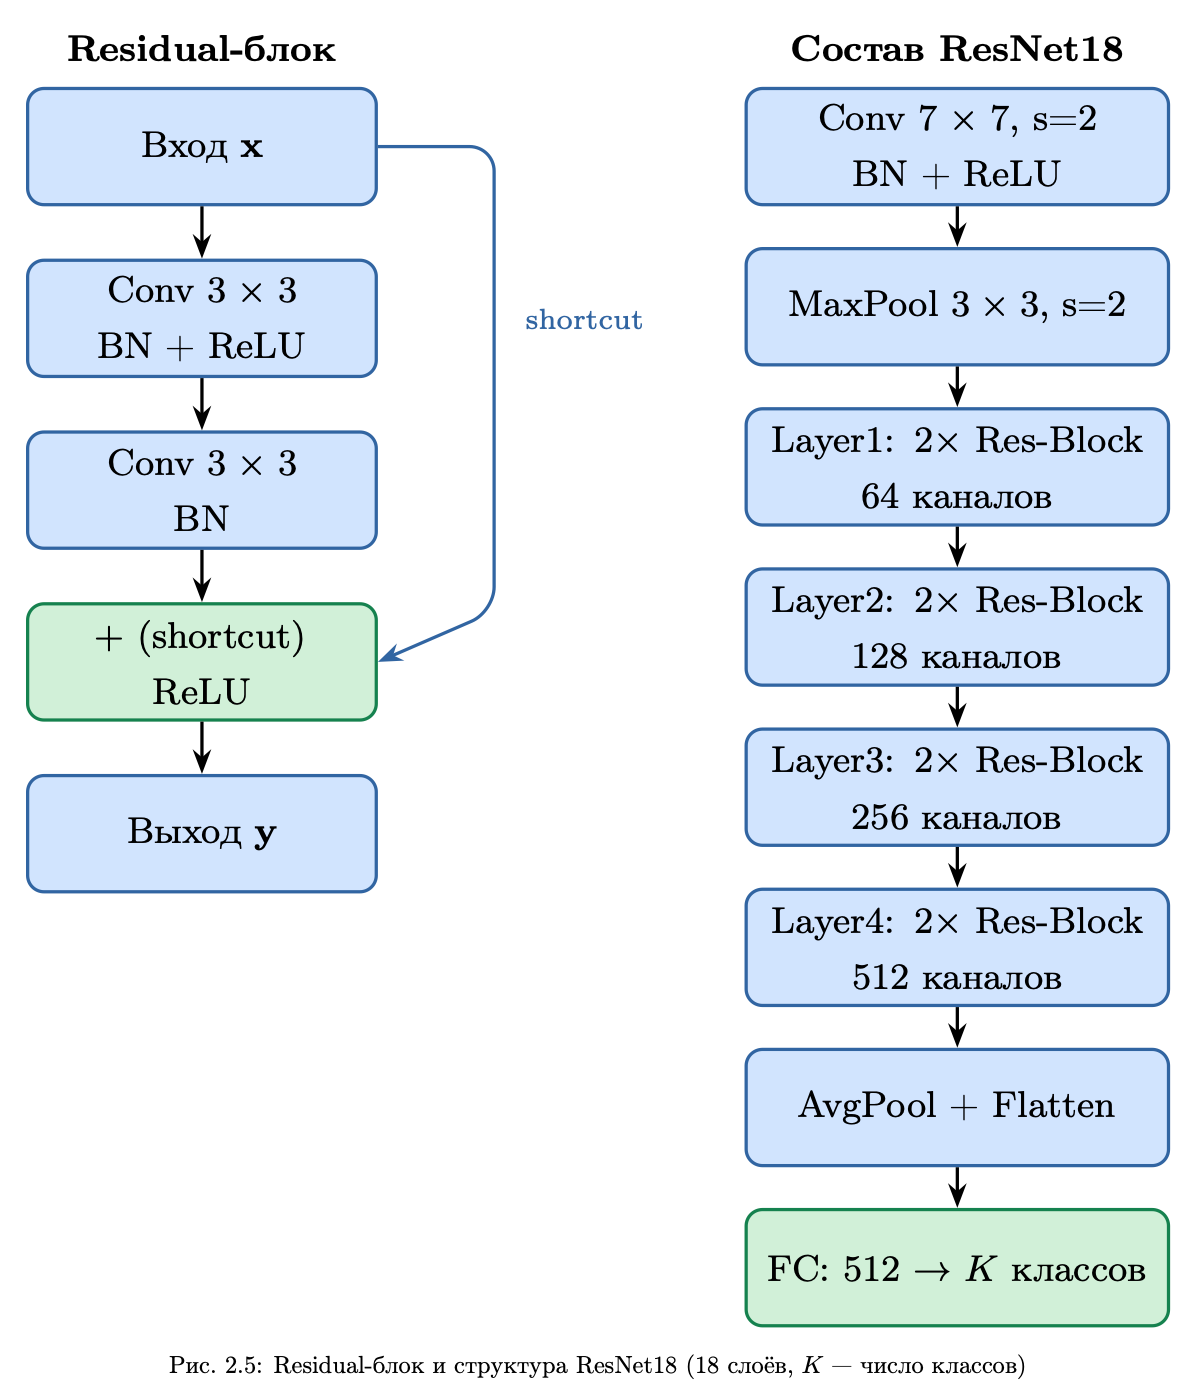 Residual-блок
Вход x
Conv 3 × 3
BN + ReLU
Conv 3 × 3
BN
+ (shortcut)
ReLU
Выход y
shortcut
Состав ResNet18
Conv 7 × 7, s=2
BN + ReLU
MaxPool 3 × 3, s=2
Layer1: 2× Res-Block
64 каналов
Layer2: 2× Res-Block
128 каналов
Layer3: 2× Res-Block
256 каналов
Layer4: 2× Res-Block
512 каналов
AvgPool + Flatten
FC: 512 → K классов
Рис. 2.5: Residual-блок и структура ResNet18 (18 слоёв, K — число классов)